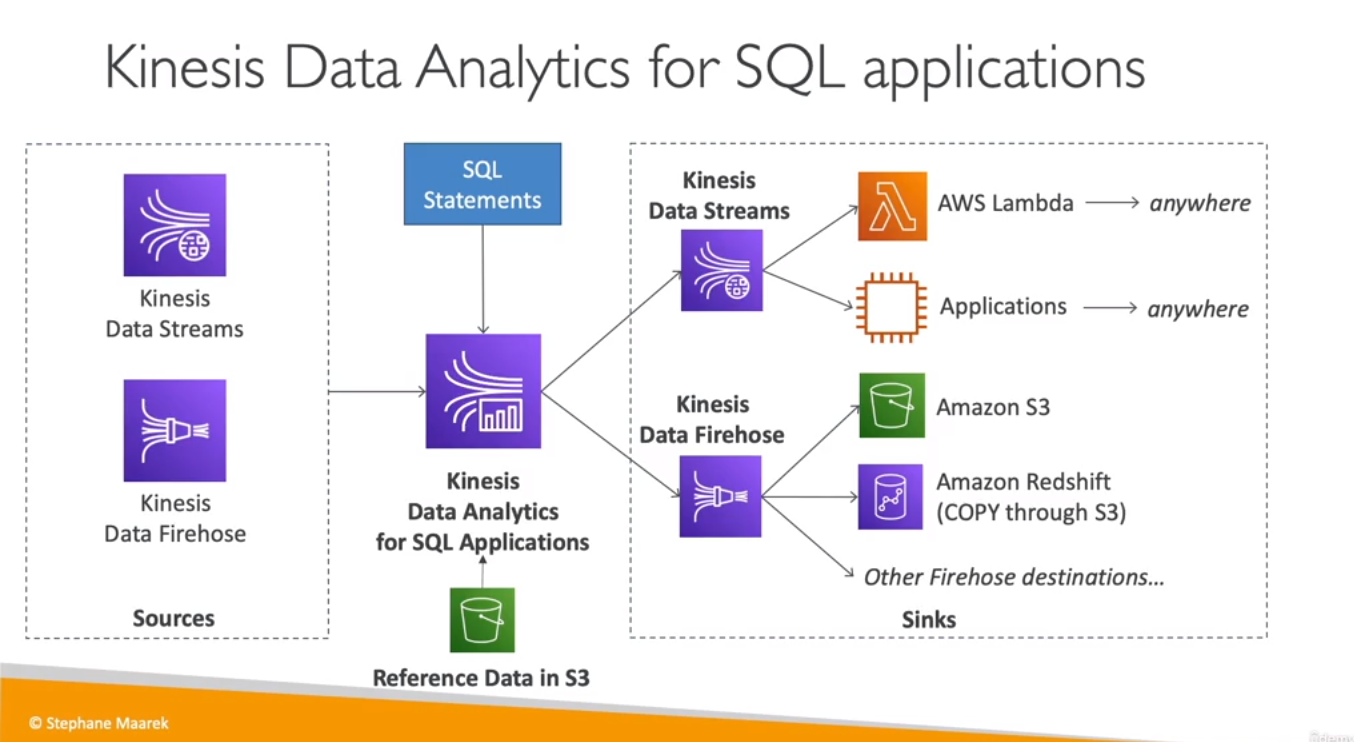 Kinesis Data Analytics for SQL applications
Kinesis
Data Streams
Kinesis
Data Firehose
Sources
SQL
Statements
Kinesis
Data Analytics
for SQL Applications
Reference Data in S3
Kinesis
Data Streams
AWS Lambda
anywhere
Applications
anywhere
Kinesis
Data Firehose
Amazon S3
Amazon Redshift
(COPY through S3)
Other Firehose destinations...
Sinks
© Stephane Maarek